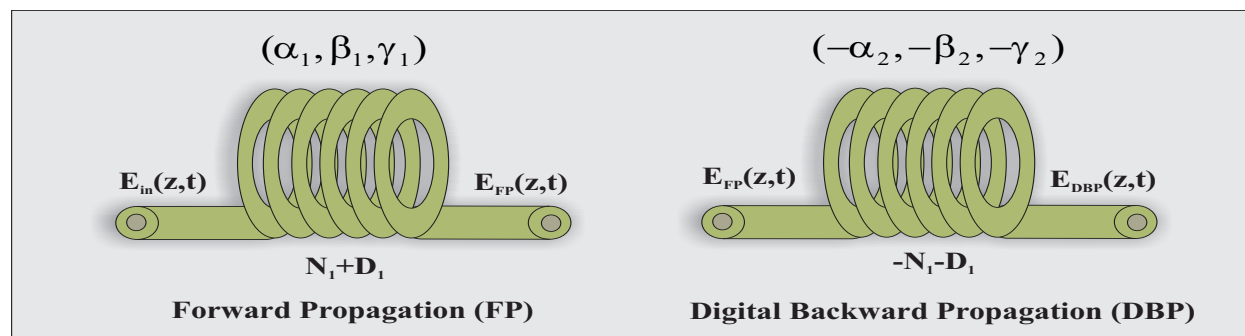 (α₁,β₁,γ₁)
(−α₂,−β₂,−γ₂)
E_in(z,t)
E_FP(z,t)
E_FP(z,t)
E_DBP(z,t)
N₁+D₁
-N₁-D₁
Forward Propagation (FP)
Digital Backward Propagation (DBP)